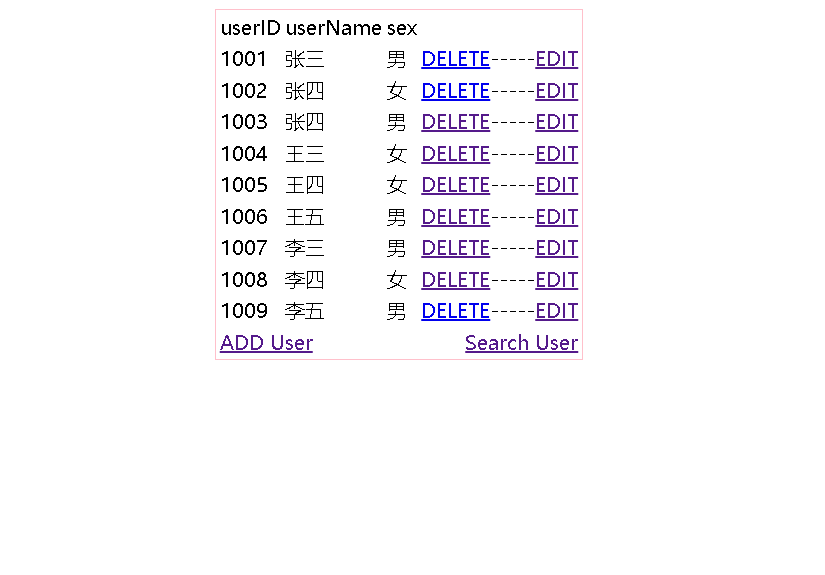 userID userName sex
1001 张三 男 DELETE-----EDIT
1002 张四 女 DELETE-----EDIT
1003 张四 男 DELETE-----EDIT
1004 王三 女 DELETE-----EDIT
1005 王四 女 DELETE-----EDIT
1006 王五 男 DELETE-----EDIT
1007 李三 男 DELETE-----EDIT
1008 李四 女 DELETE-----EDIT
1009 李五 男 DELETE-----EDIT
ADD User Search User